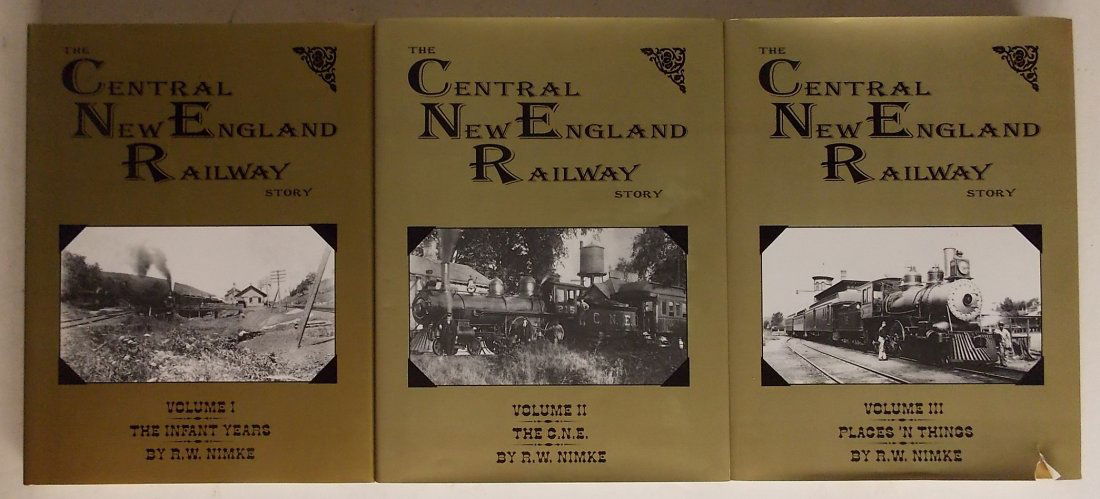 THE
CENTRAL
NEW ENGLAND
RAILWAY
STORY
VOLUME I
THE INFANT YEARS
BY R.W. NIMKE
THE
CENTRAL
NEW ENGLAND
RAILWAY
STORY
C.N.E.
VOLUME II
THE C.N.E.
BY R.W. NIMKE
THE
CENTRAL
NEW ENGLAND
RAILWAY
STORY
VOLUME III
PLACES 'N THINGS
BY R.W. NIMKE